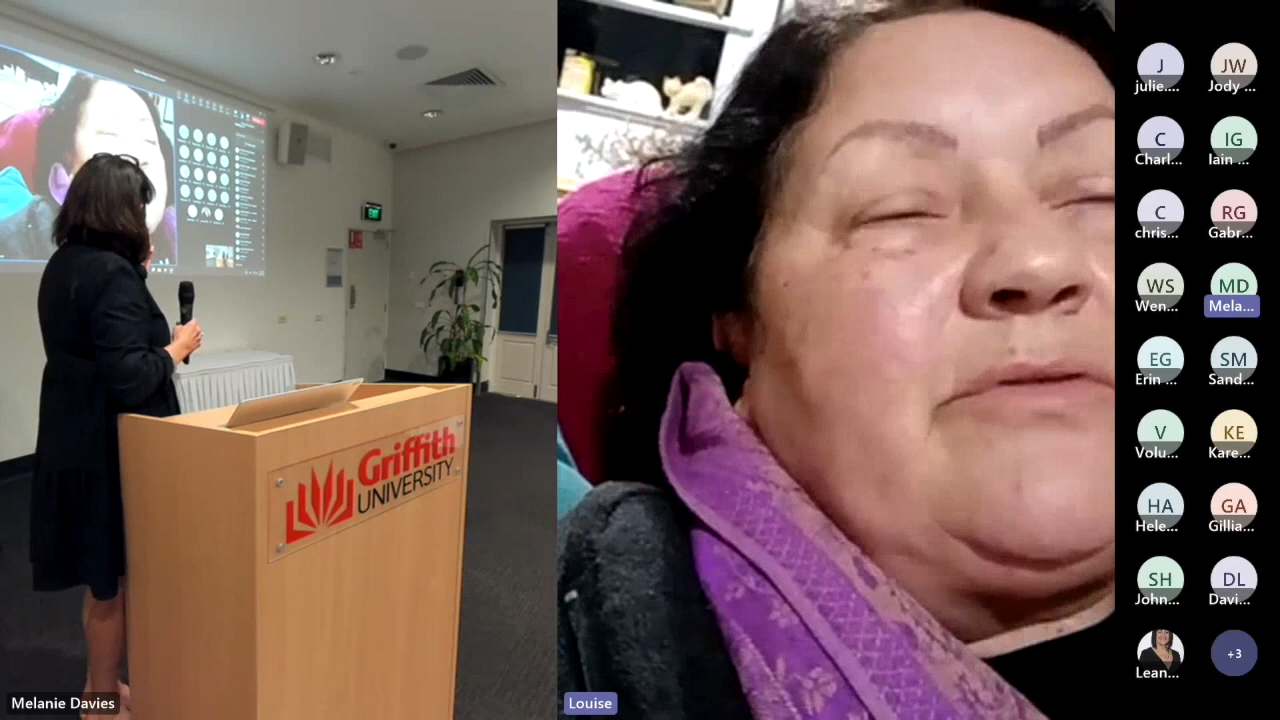 Griffith
UNIVERSITY
Melanie Davies
Louise
J
julie....
JW
Jody ...
C
Charl...
IG
Iain ...
C
chris...
RG
Gabr...
WS
Wen...
MD
Mela...
EG
Erin ...
SM
Sand...
V
Volu...
KE
Kare...
HA
Hele...
GA
Gillia...
SH
John...
DL
Davi...
Lean...
+3